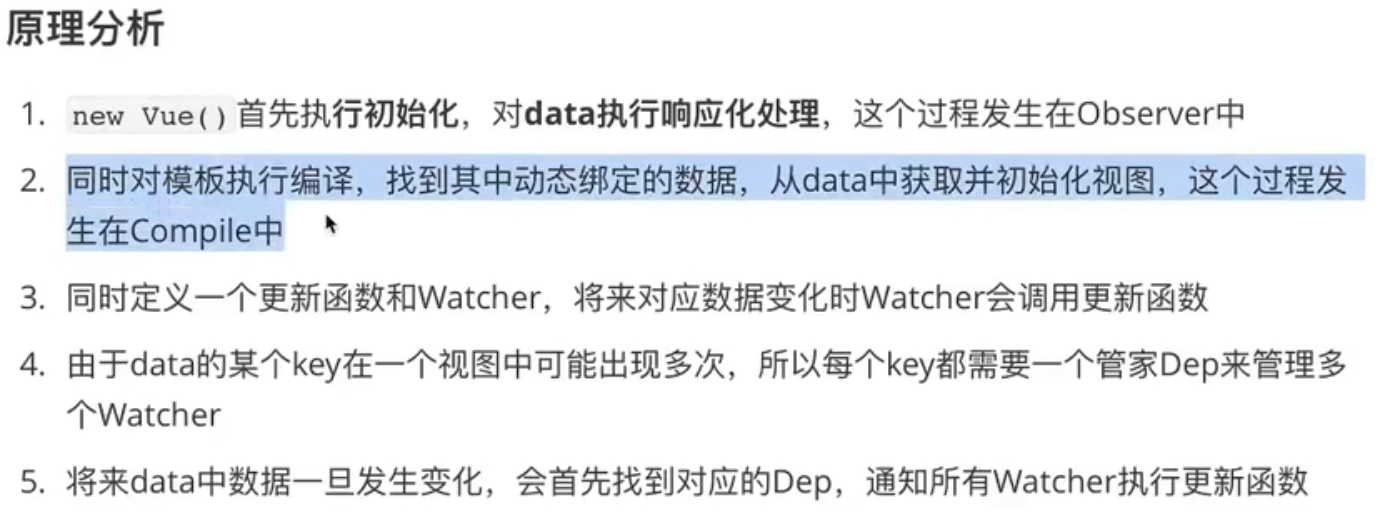 原理分析
1. new Vue()首先执行初始化，对data执行响应化处理，这个过程发生在Observer中
2. 同时对模板执行编译，找到其中动态绑定的数据，从data中获取并初始化视图，这个过程发
生在Compile中
3. 同时定义一个更新函数和Watcher，将来对应数据变化时Watcher会调用更新函数
4. 由于data的某个key在一个视图中可能出现多次，所以每个key都需要一个管家Dep来管理多
个Watcher
5. 将来data中数据一旦发生变化，会首先找到对应的Dep，通知所有Watcher执行更新函数